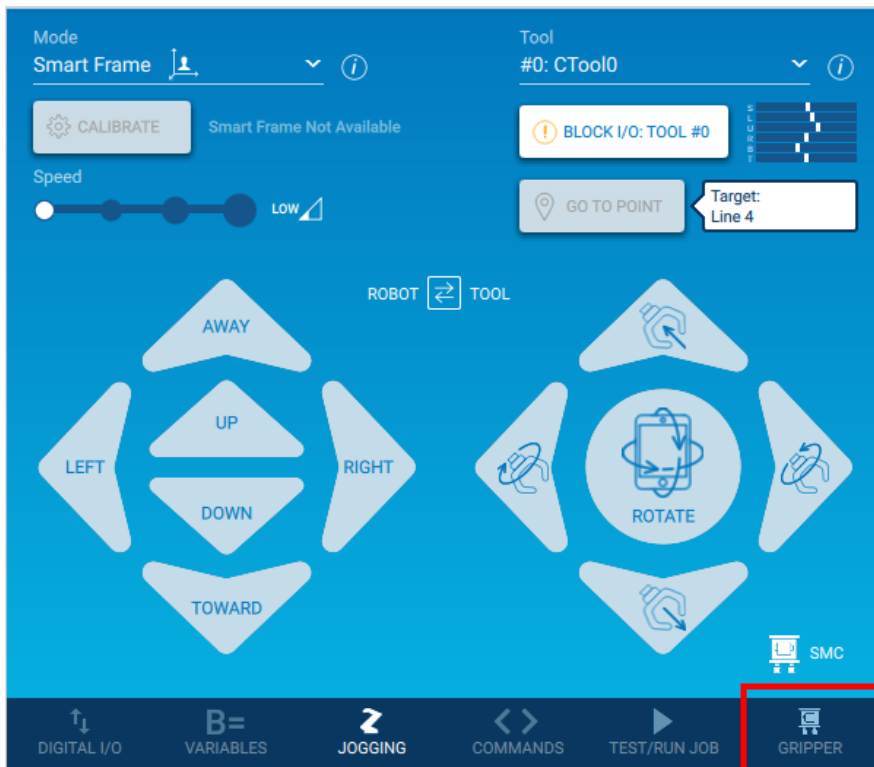 Mode
Smart Frame
Tool
#0: CTool0
CALIBRATE
Smart Frame Not Available
BLOCK I/O: TOOL #0
S
L
U
R
B
T
Speed
LOW
GO TO POINT
Target:
Line 4
ROBOT
TOOL
AWAY
UP
LEFT
RIGHT
DOWN
TOWARD
ROTATE
SMC
DIGITAL I/O
B=
VARIABLES
JOGGING
COMMANDS
TEST/RUN JOB
GRIPPER